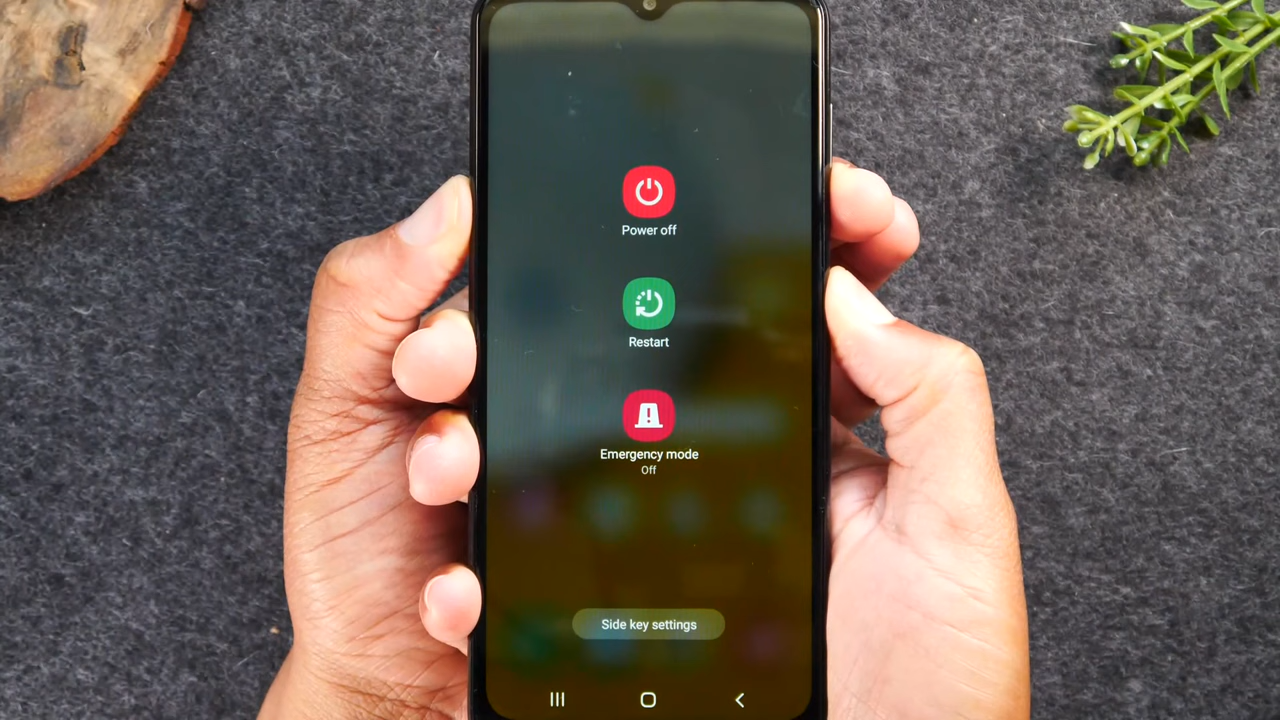 Power off
Restart
Emergency mode
Off
Side key settings